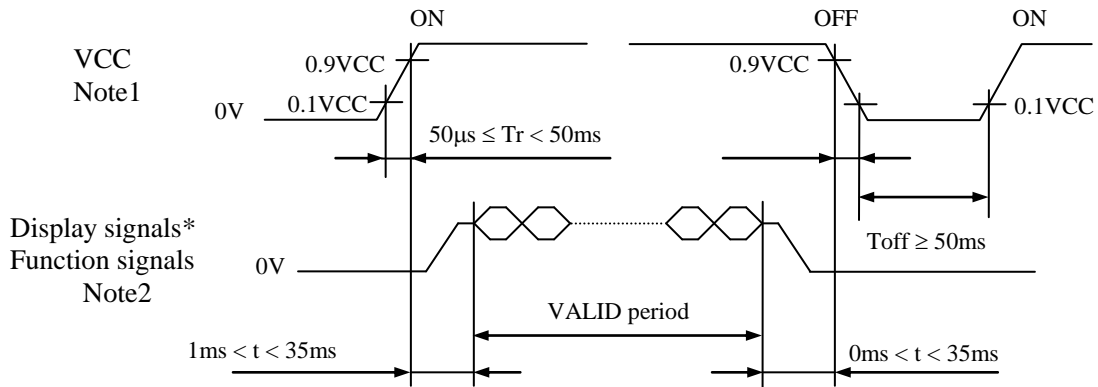 ON
OFF
ON
VCC
Note1
0.9VCC
0.9VCC
0V
0.1VCC
0.1VCC
50μs ≤ Tr < 50ms
Display signals*
Function signals
Note2
0V
Toff ≥ 50ms
VALID period
1ms < t < 35ms
0ms < t < 35ms